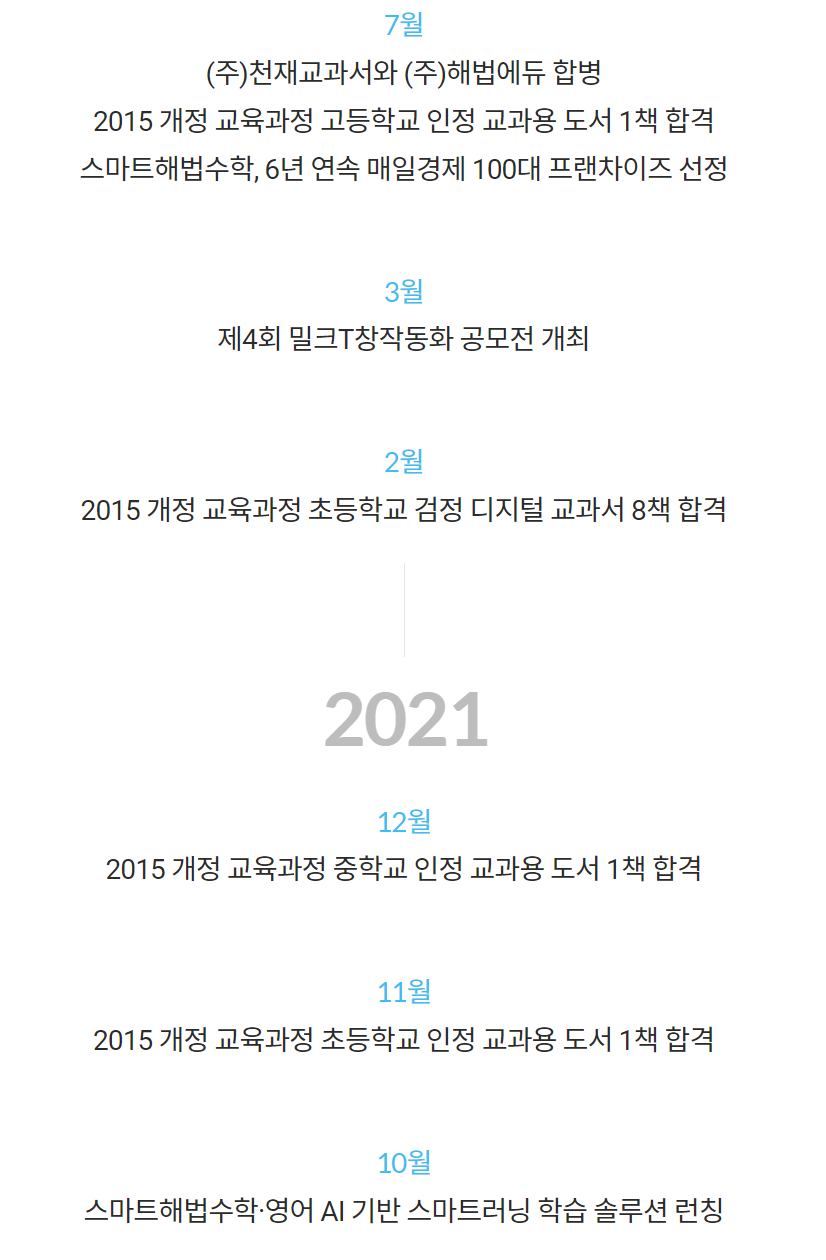 7월
(주)천재교과서와 (주)해법에듀 합병
2015 개정 교육과정 고등학교 인정 교과용 도서 1책 합격
스마트해법수학, 6년 연속 매일경제 100대 프랜차이즈 선정
3월
제4회 밀크T창작동화 공모전 개최
2월
2015 개정 교육과정 초등학교 검정 디지털 교과서 8책 합격
2021
12월
2015 개정 교육과정 중학교 인정 교과용 도서 1책 합격
11월
2015 개정 교육과정 초등학교 인정 교과용 도서 1책 합격
10월
스마트해법수학·영어 AI 기반 스마트러닝 학습 솔루션 런칭